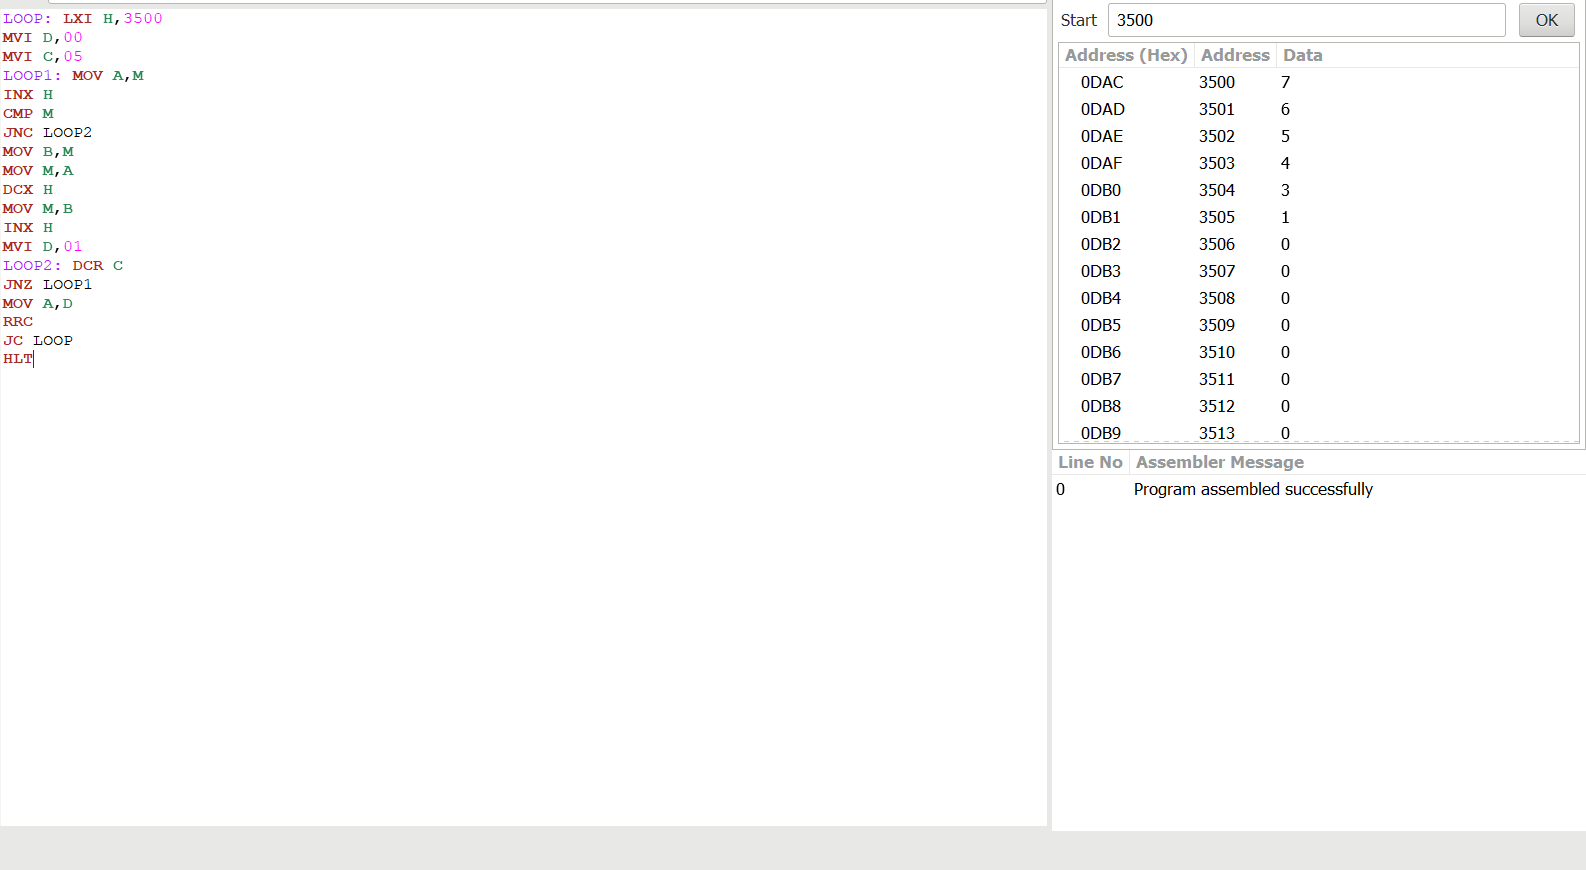 LOOP: LXI H,3500
MVI D,00
MVI C,05
LOOP1: MOV A,M
INX H
CMP M
JNC LOOP2
MOV B,M
MOV M,A
DCX H
MOV M,B
INX H
MVI D,01
LOOP2: DCR C
JNZ LOOP1
MOV A,D
RRC
JC LOOP
HLT
Start 3500 OK
Address (Hex) Address Data
0DAC 3500 7
0DAD 3501 6
0DAE 3502 5
0DAF 3503 4
0DB0 3504 3
0DB1 3505 1
0DB2 3506 0
0DB3 3507 0
0DB4 3508 0
0DB5 3509 0
0DB6 3510 0
0DB7 3511 0
0DB8 3512 0
0DB9 3513 0
Line No Assembler Message
0 Program assembled successfully